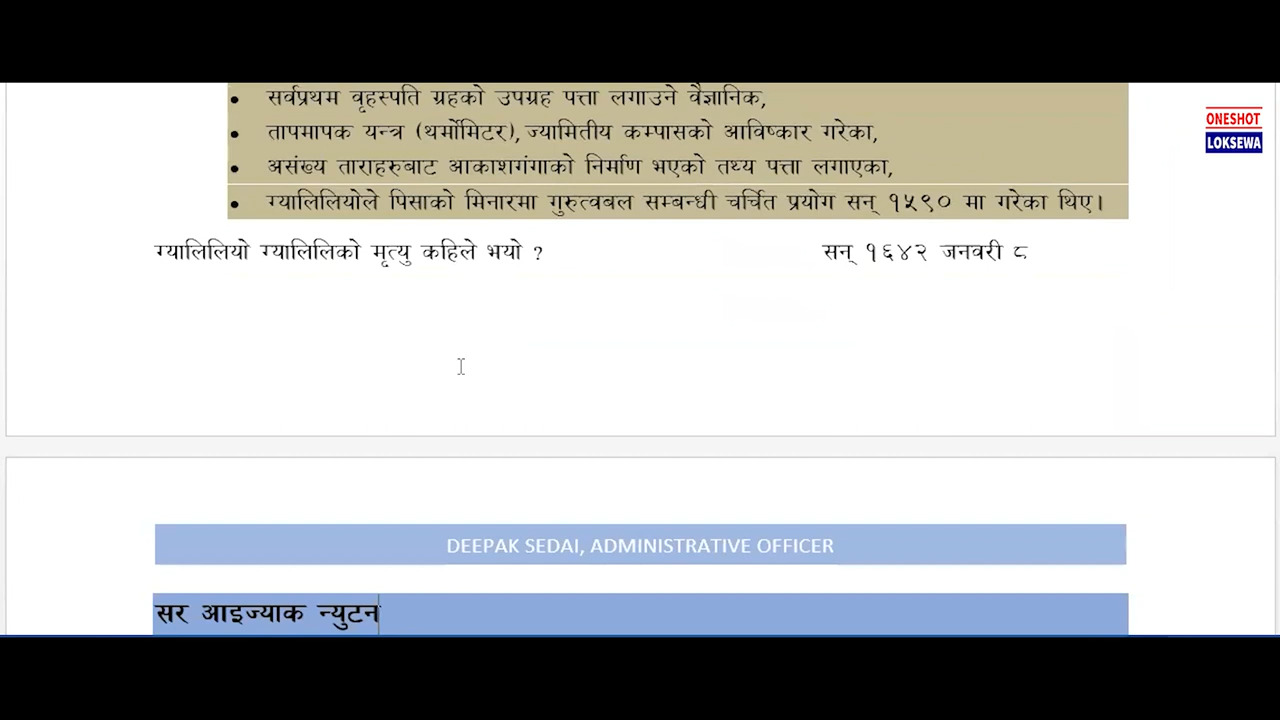 सर्वप्रथम वृहस्पति ग्रहको उपग्रह पत्ता लगाउने वैज्ञानिक,
तापमापक यन्त्र (थर्मोमिटर), ज्यामितीय कम्पासको आविष्कार गरेका,
असंख्य ताराहरुबाट आकाशगंगाको निर्माण भएको तथ्य पत्ता लगाएका,
ग्यालिलियोले पिसाको मिनारमा गुरुत्वबल सम्बन्धी चर्चित प्रयोग सन् १५९० मा गरेका थिए।
ONESHOT
LOKSEWA
ग्यालिलियो ग्यालिलिको मृत्यु कहिले भयो ? सन् १६४२ जनवरी ८
DEEPAK SEDAI, ADMINISTRATIVE OFFICER
सर आइज्याक न्युटन